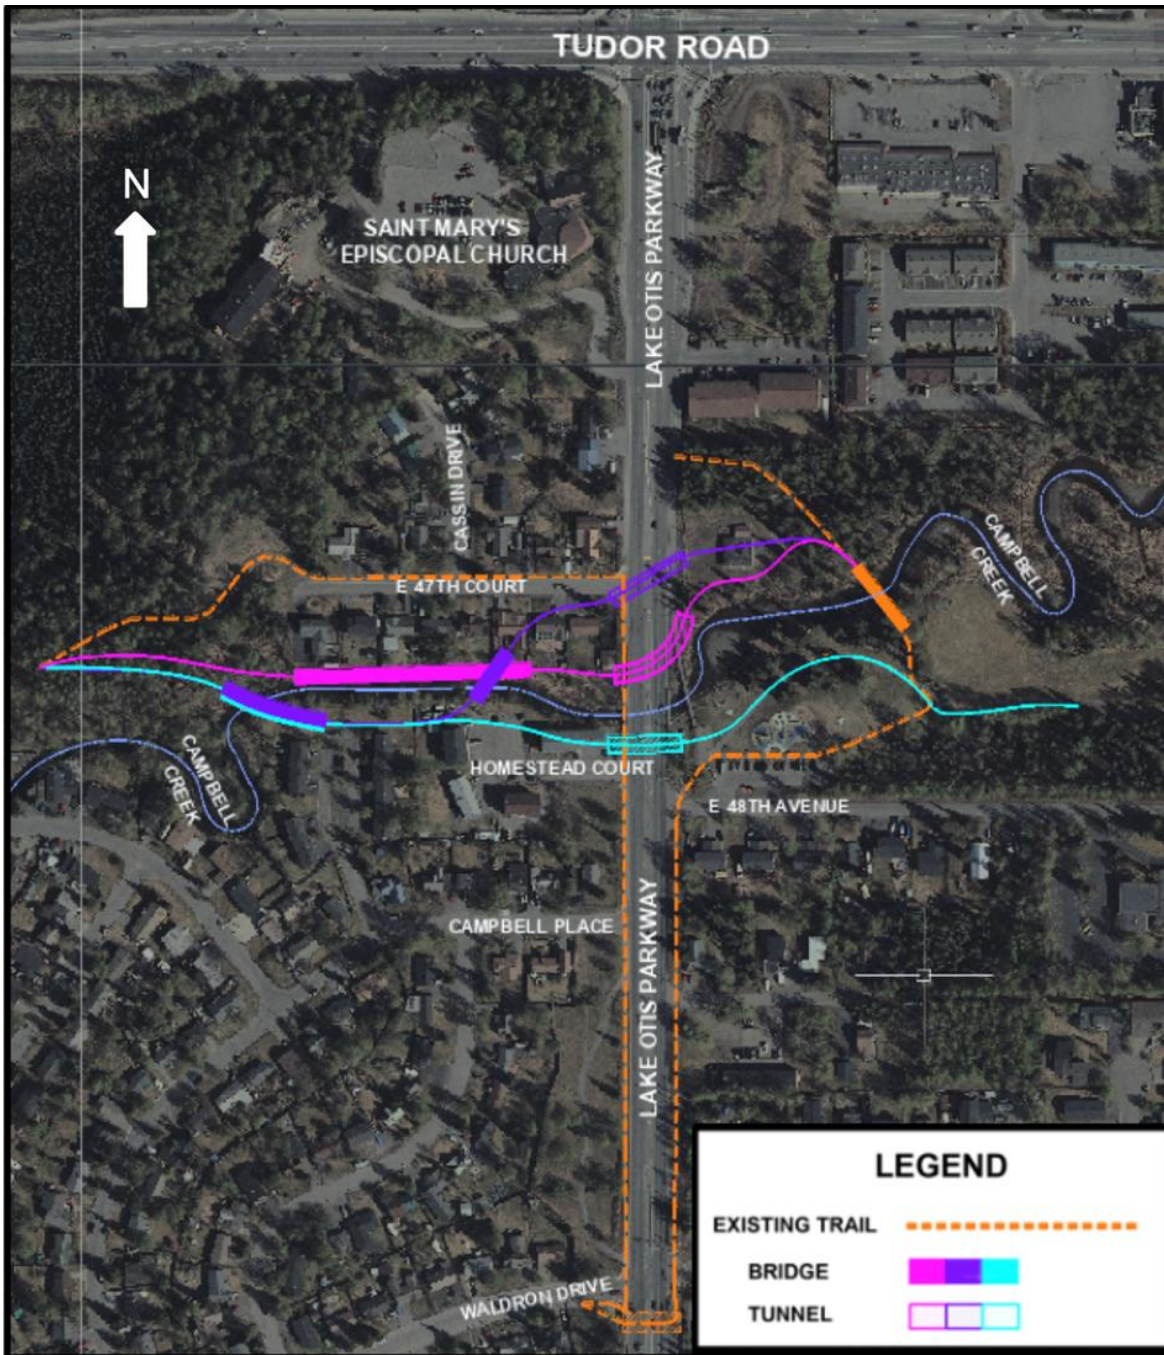 TUDOR ROAD
N
SAINT MARY'S
EPISCOPAL CHURCH
LAKE OTIS PARKWAY
CASSIN DRIVE
CAMPBELL
CREEK
E 47TH COURT
CAMPBELL
CREEK
HOMESTEAD COURT
E 48TH AVENUE
CAMPBELL PLACE
LAKE OTIS PARKWAY
WALDRON DRIVE
LEGEND
EXISTING TRAIL
BRIDGE
TUNNEL